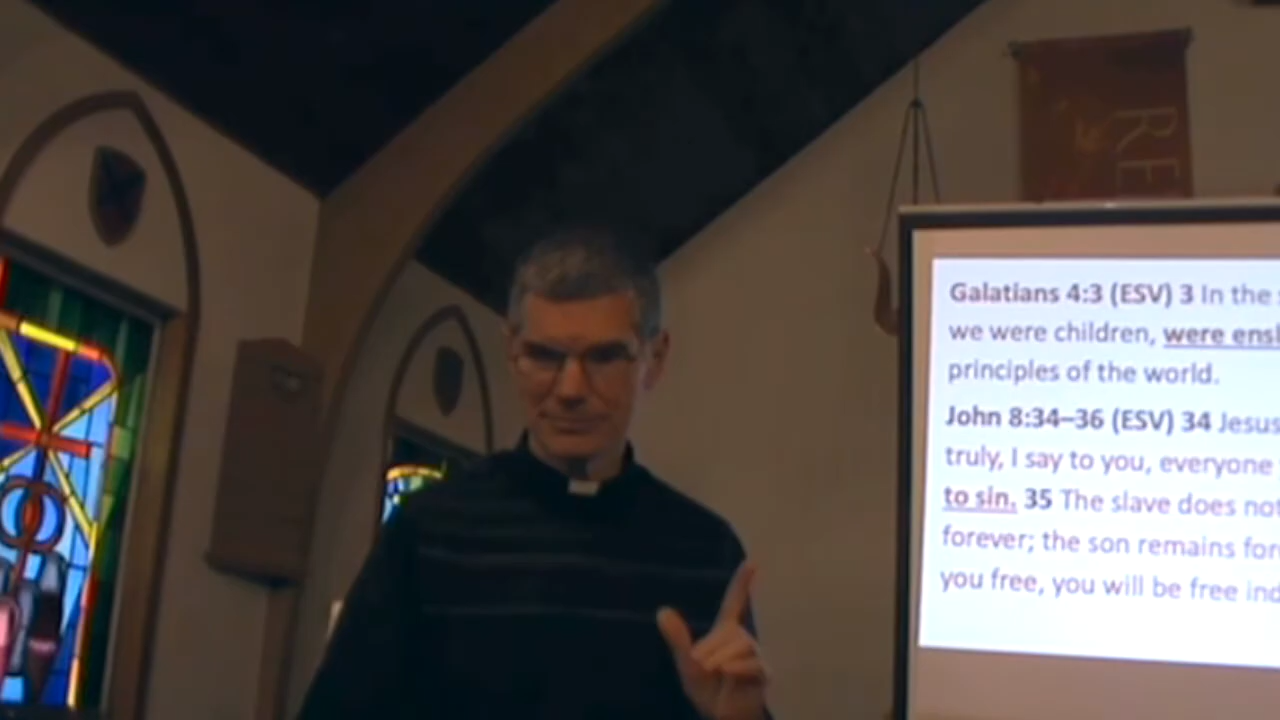 RE
Galatians 4:3 (ESV) 3 In the
we were children, were ensl
principles of the world.
John 8:34–36 (ESV) 34 Jesus
truly, I say to you, everyone
to sin. 35 The slave does not
forever; the son remains for
you free, you will be free ind